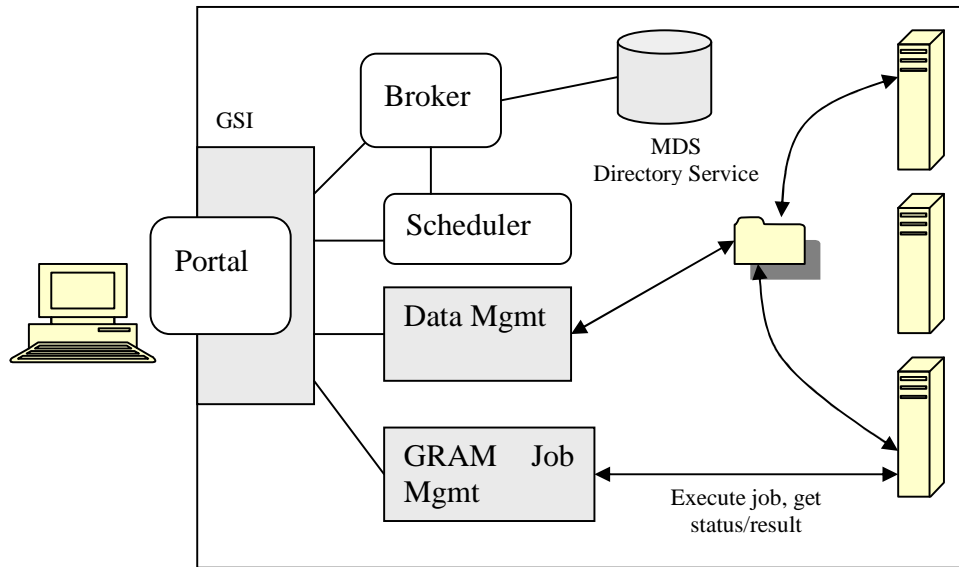 Broker
GSI
MDS
Directory Service
Scheduler
Portal
Data Mgmt
GRAM Job
Mgmt
Execute job, get
status/result